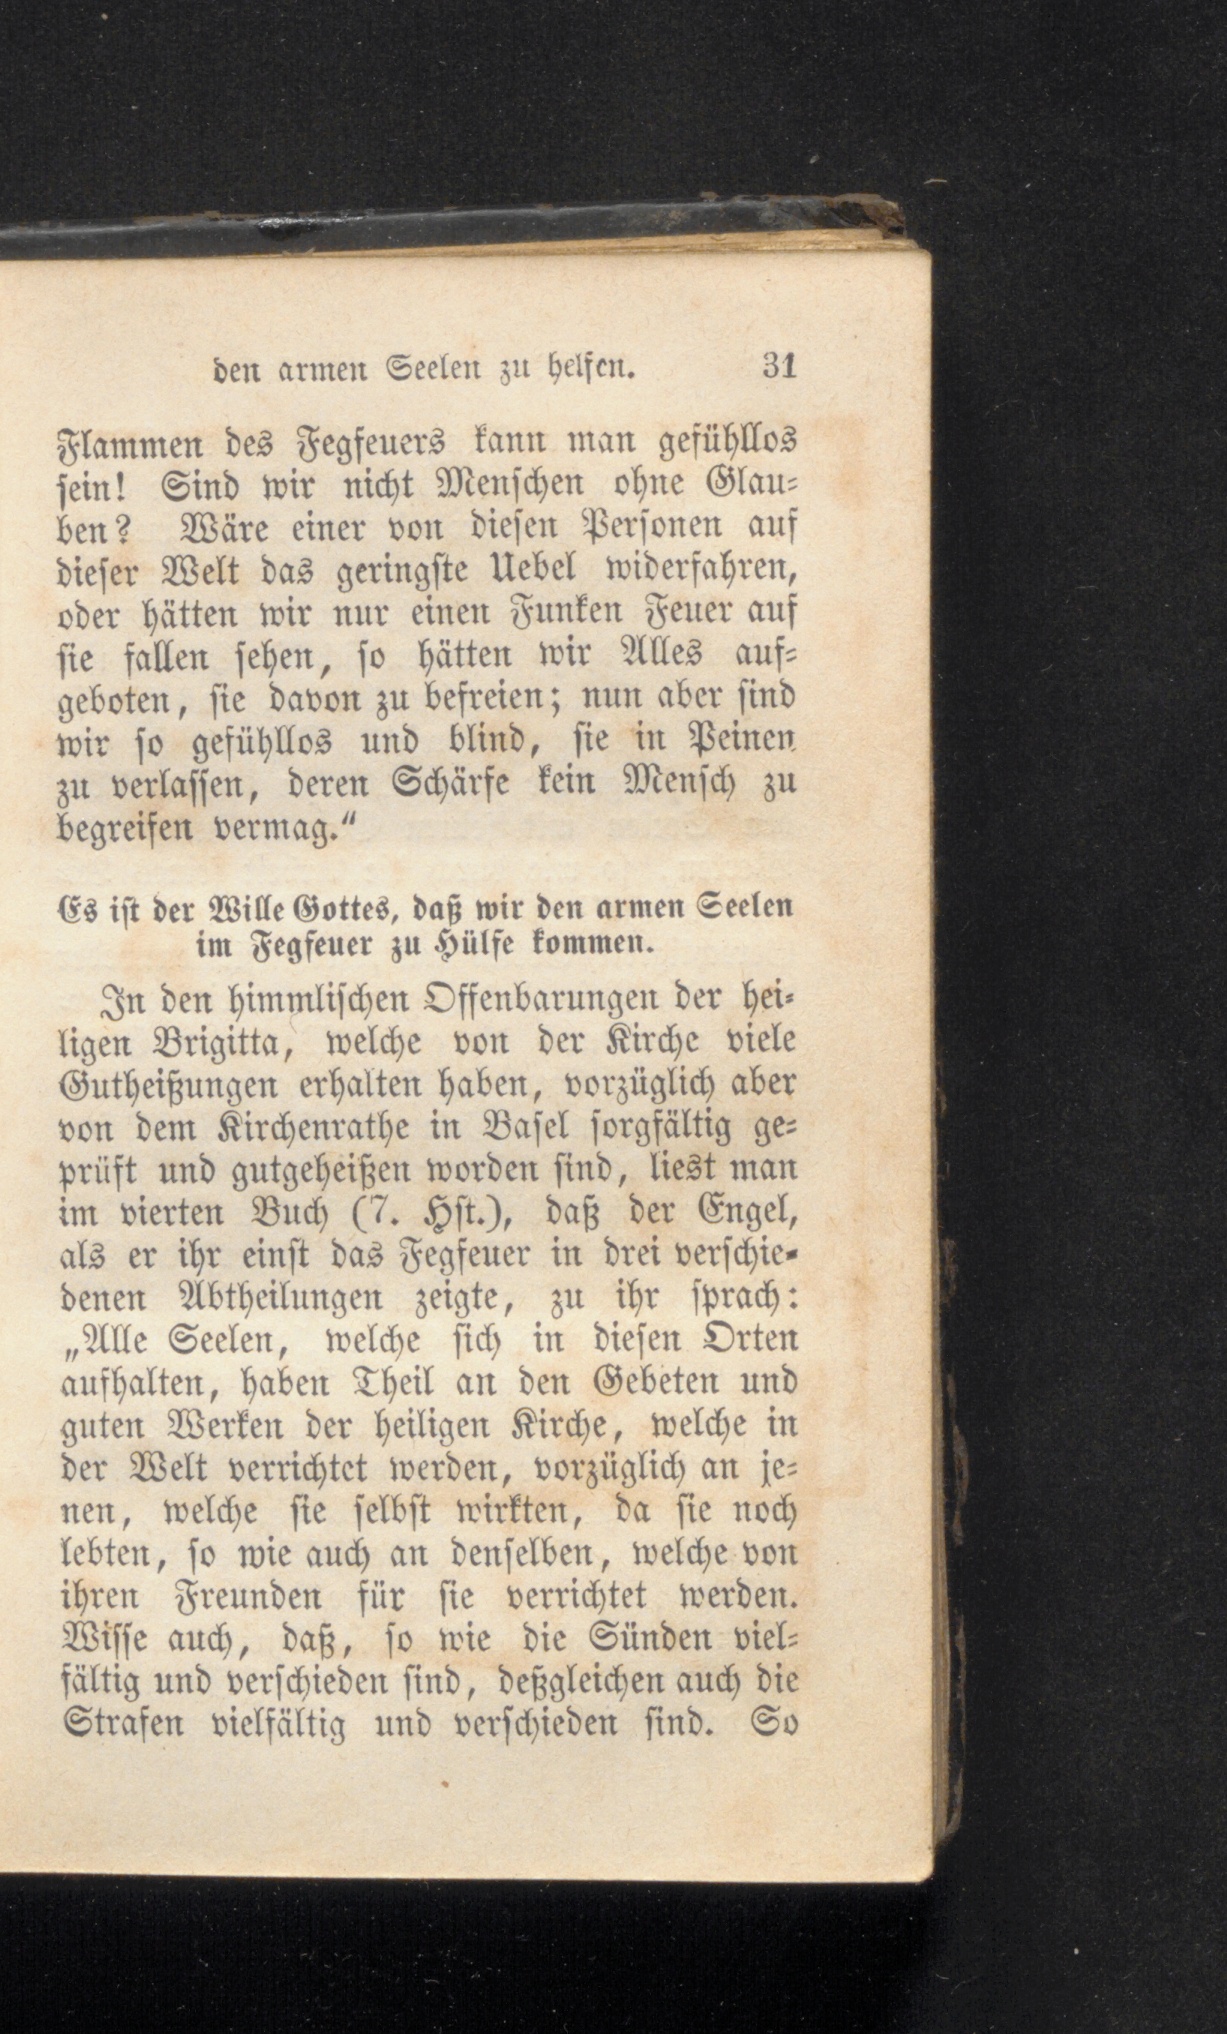 den armen Seelen zu helfen. 31
Flammen des Fegfeuers kann man gefühllos
sein! Sind wir nicht Menschen ohne Glau-
ben? Wäre einer von diesen Personen auf
dieser Welt das geringste Uebel widerfahren,
oder hätten wir nur einen Funken Feuer auf
sie fallen sehen, so hätten wir Alles auf-
geboten, sie davon zu befreien; nun aber sind
wir so gefühllos und blind, sie in Peinen
zu verlassen, deren Schärfe kein Mensch zu
begreifen vermag.“
Es ist der Wille Gottes, daß wir den armen Seelen
im Fegfeuer zu Hülfe kommen.
In den himmlischen Offenbarungen der hei-
ligen Brigitta, welche von der Kirche viele
Gutheißungen erhalten haben, vorzüglich aber
von dem Kirchenrathe in Basel sorgfältig ge-
prüft und gutgeheißen worden sind, liest man
im vierten Buch (7. Hst.), daß der Engel,
als er ihr einst das Fegfeuer in drei verschie-
denen Abtheilungen zeigte, zu ihr sprach:
„Alle Seelen, welche sich in diesen Orten
aufhalten, haben Theil an den Gebeten und
guten Werken der heiligen Kirche, welche in
der Welt verrichtet werden, vorzüglich an je-
nen, welche sie selbst wirkten, da sie noch
lebten, so wie auch an denselben, welche von
ihren Freunden für sie verrichtet werden.
Wisse auch, daß, so wie die Sünden viel-
fältig und verschieden sind, deßgleichen auch die
Strafen vielfältig und verschieden sind. So